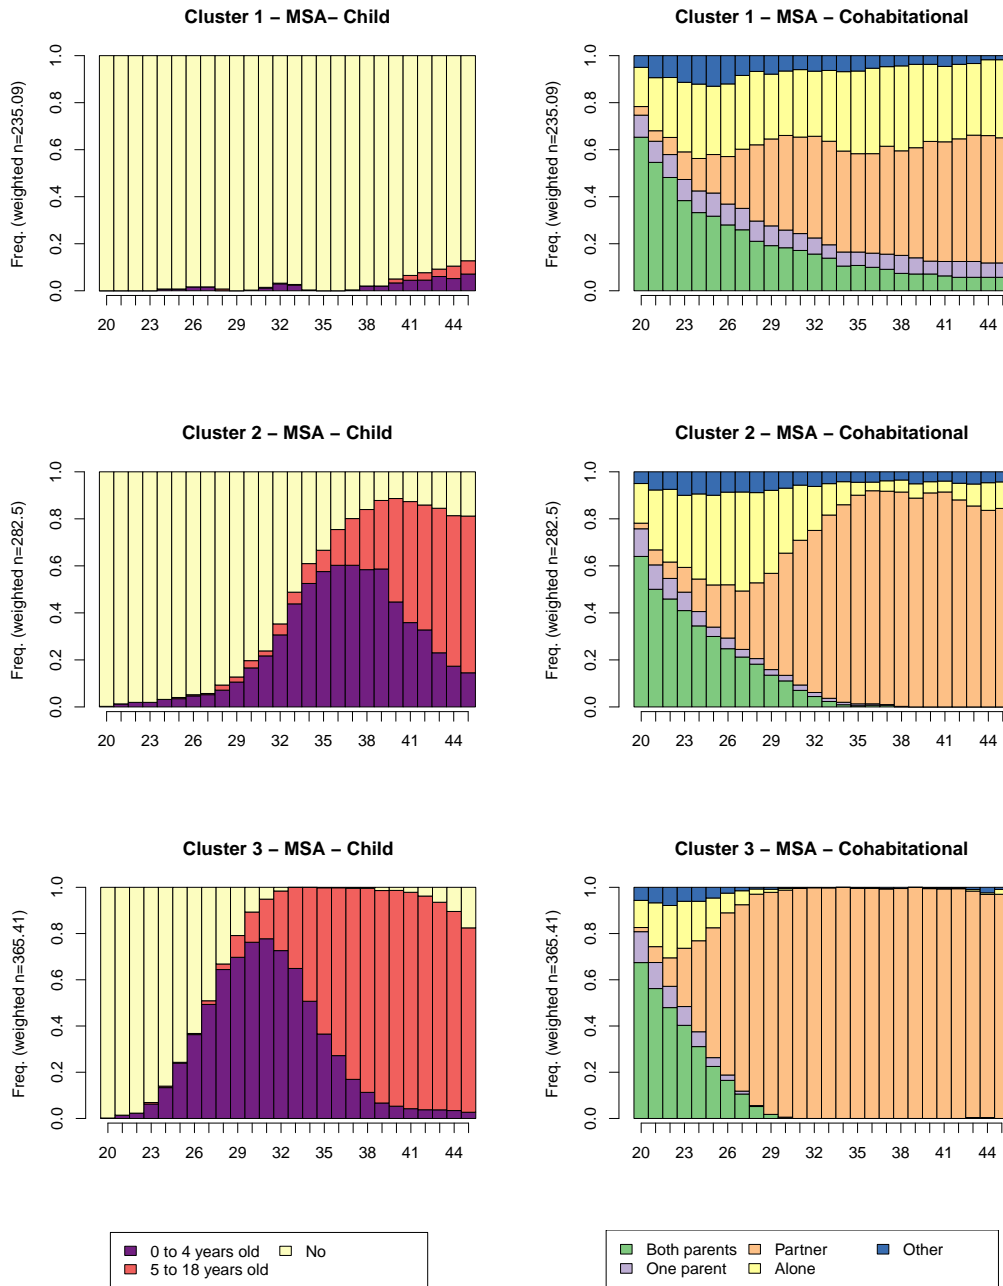 Cluster 1 – MSA– Child
Freq. (weighted n=235.09)
0.0 0.2 0.4 0.6 0.8 1.0
20 23 26 29 32 35 38 41 44
Cluster 1 – MSA – Cohabitational
Freq. (weighted n=235.09)
0.0 0.2 0.4 0.6 0.8 1.0
20 23 26 29 32 35 38 41 44
Cluster 2 – MSA – Child
Freq. (weighted n=282.5)
0.0 0.2 0.4 0.6 0.8 1.0
20 23 26 29 32 35 38 41 44
Cluster 2 – MSA – Cohabitational
Freq. (weighted n=282.5)
0.0 0.2 0.4 0.6 0.8 1.0
20 23 26 29 32 35 38 41 44
Cluster 3 – MSA – Child
Freq. (weighted n=365.41)
0.0 0.2 0.4 0.6 0.8 1.0
20 23 26 29 32 35 38 41 44
Cluster 3 – MSA – Cohabitational
Freq. (weighted n=365.41)
0.0 0.2 0.4 0.6 0.8 1.0
20 23 26 29 32 35 38 41 44
0 to 4 years old No
5 to 18 years old
Both parents Partner Other
One parent Alone